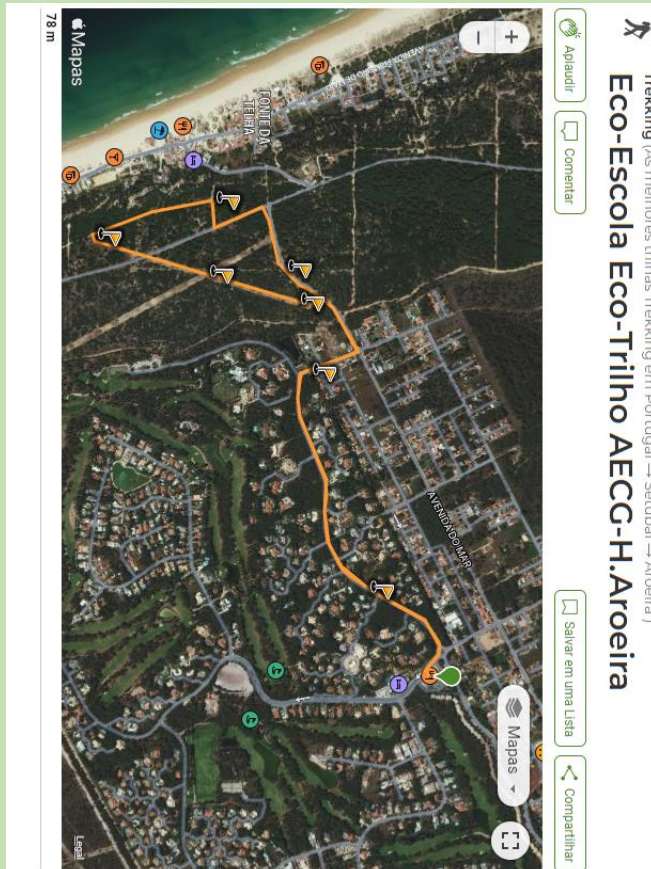 Trekking (As melhores trilhas Trekking em Portugal → Setúbal → Aroeira )
Eco-Escola Eco-Trilho AECG-H.Aroeira
Aplaudir
Comentar
Salvar em uma Lista
Compartilhar
+
−
Mapas
FONTE DA
TELHA
AVENIDA DO MAR
Mapas
Legal
78 m